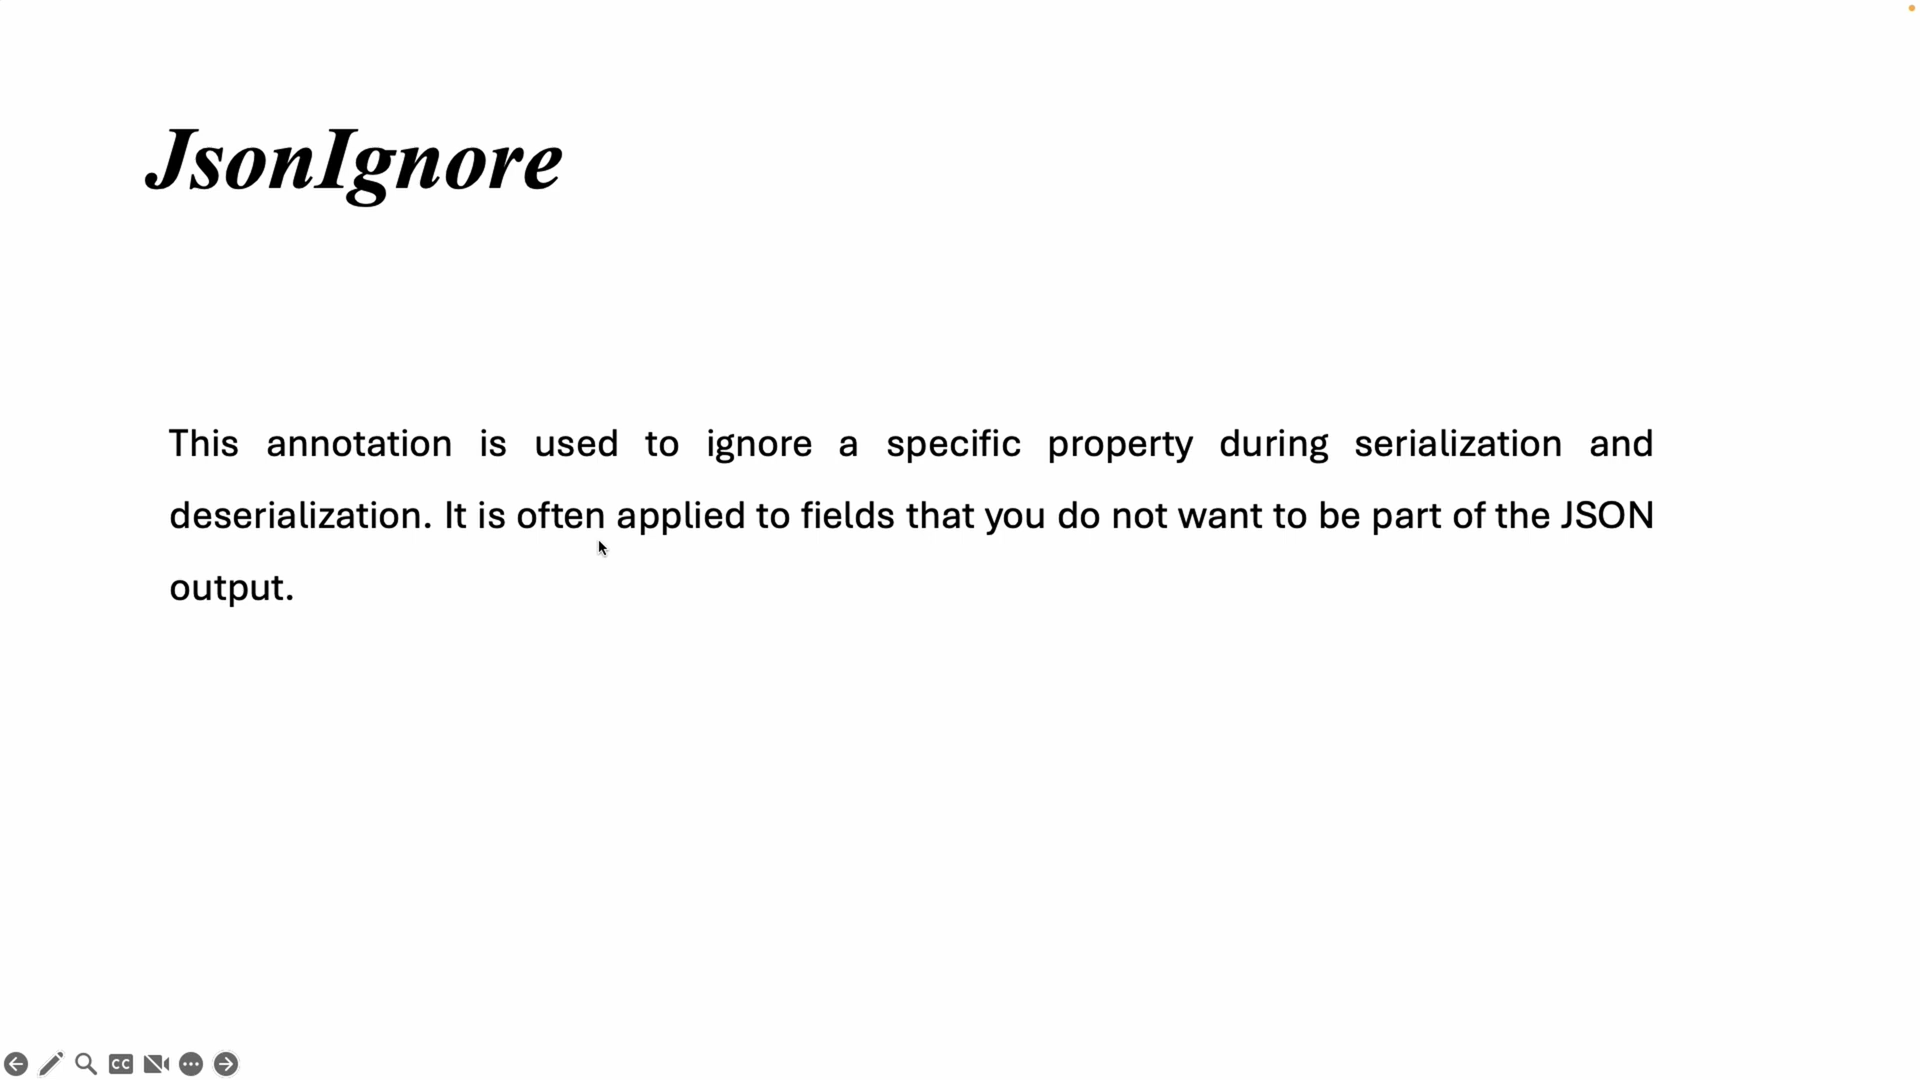 JsonIgnore
This annotation is used to ignore a specific property during serialization and
deserialization. It is often applied to fields that you do not want to be part of the JSON
output.
CC